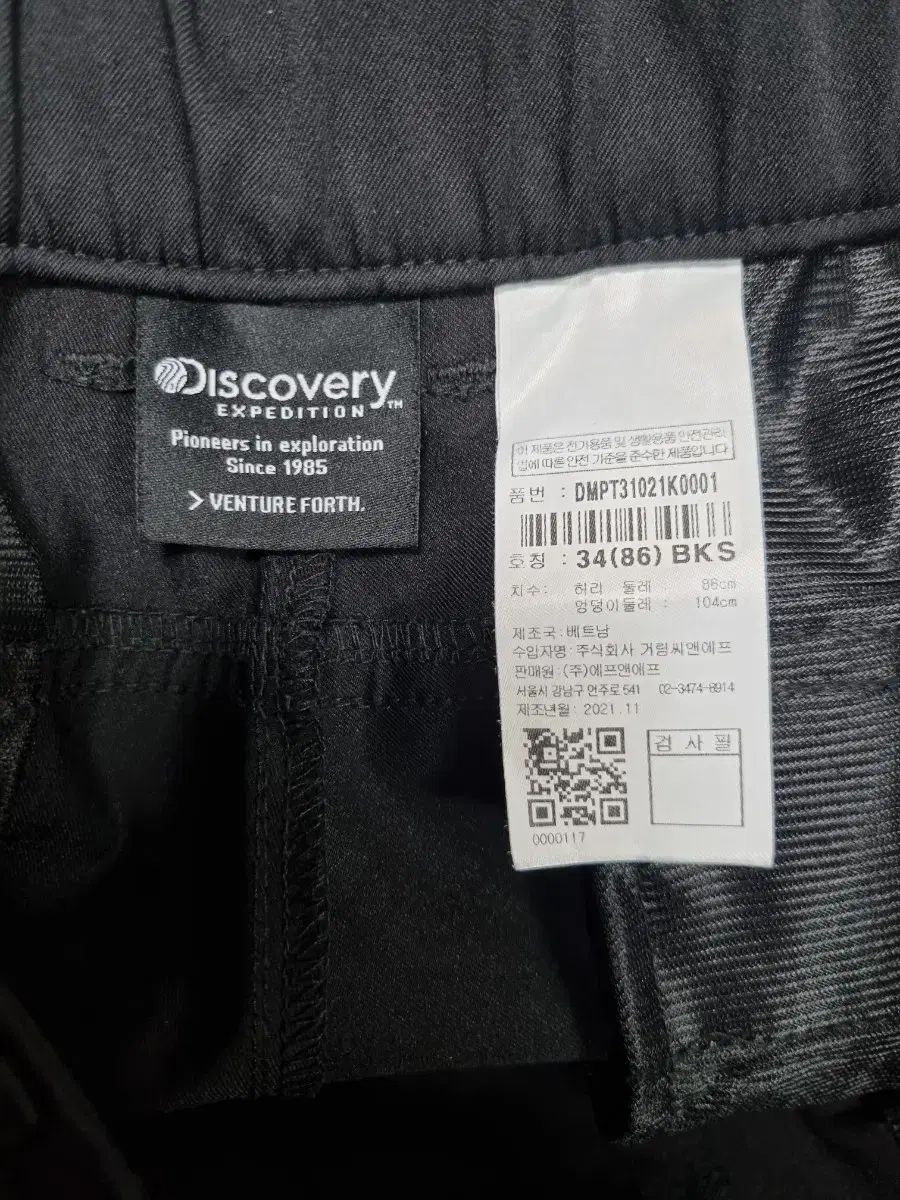 Discovery
EXPEDITION™
Pioneers in exploration
Since 1985
> VENTURE FORTH.
이 제품은 전기용품 및 생활용품 안전관리
법에 따른 안전 기준을 준수한 제품입니다
품번 : DMPT31021K0001
호칭 : 34(86) BKS
치수: 허리 둘레 : 86cm
엉덩이둘레 : 104cm
제조국: 베트남
수입자명: 주식회사 거림씨앤에프
판매원: (주)에프앤에프
서울시 강남구 언주로 541 02-3474-8914
제조년월: 2021.11
검사필
0000117